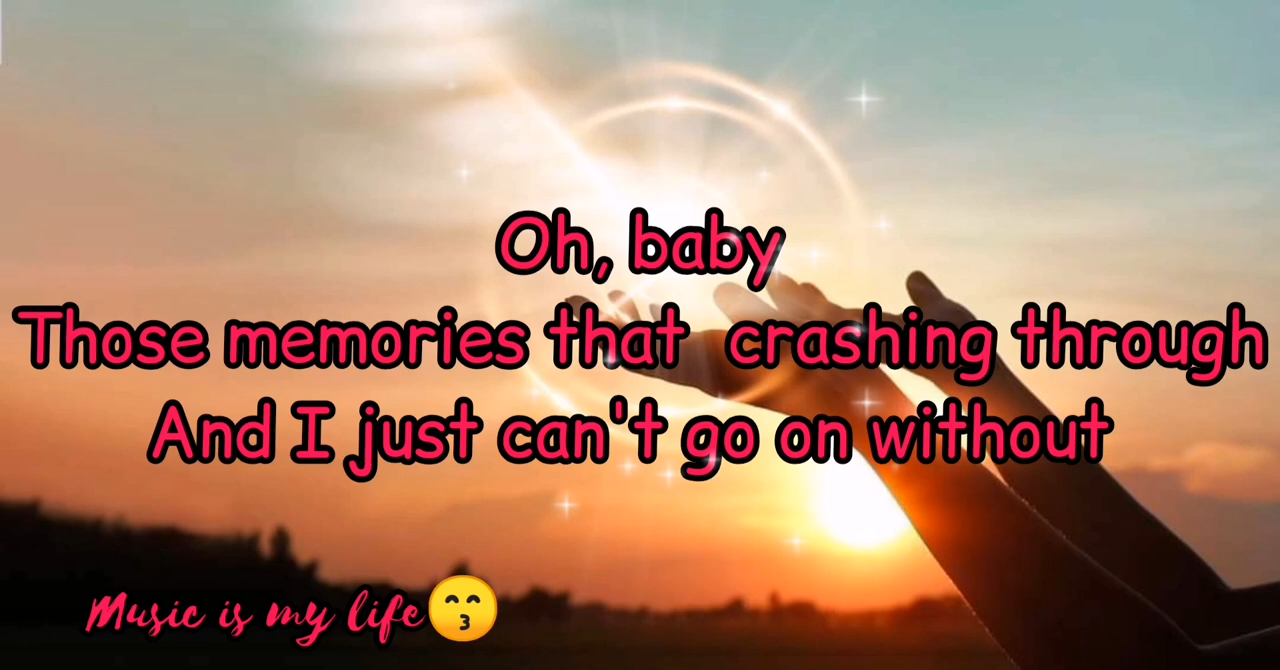 Oh, baby
Those memories that crashing through
And I just can't go on without
Music is my life😙